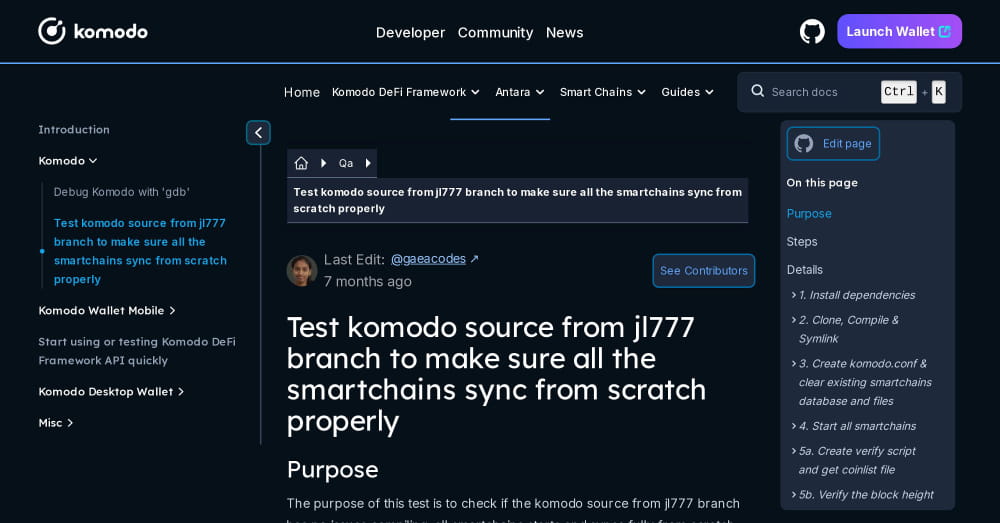 komodo
Developer Community News
Launch Wallet
Home Komodo DeFi Framework Antara Smart Chains Guides
Search docs Ctrl + K
Introduction
Komodo
Debug Komodo with 'gdb'
Test komodo source from jl777
branch to make sure all the
smartchains sync from scratch
properly
Komodo Wallet Mobile
Start using or testing Komodo DeFi
Framework API quickly
Komodo Desktop Wallet
Misc
Qa
Test komodo source from jl777 branch to make sure all the smartchains sync from
scratch properly
Last Edit: @gaeacodes ↗
7 months ago
See Contributors
Test komodo source from jl777
branch to make sure all the
smartchains sync from scratch
properly
Purpose
The purpose of this test is to check if the komodo source from jl777 branch
Edit page
On this page
Purpose
Steps
Details
1. Install dependencies
2. Clone, Compile &
Symlink
3. Create komodo.conf &
clear existing smartchains
database and files
4. Start all smartchains
5a. Create verify script
and get coinlist file
5b. Verify the block height